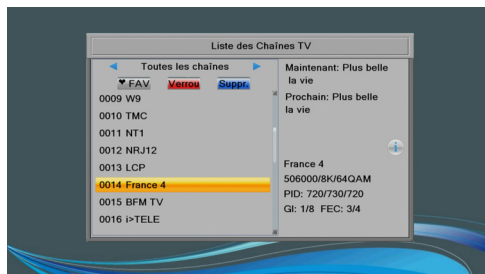 Liste des Chaînes TV
Toutes les chaînes
FAV Verrou Suppr.
0009 W9
0010 TMC
0011 NT1
0012 NRJ12
0013 LCP
0014 France 4
0015 BFM TV
0016 i>TELE
Maintenant: Plus belle
la vie
Prochain: Plus belle
la vie
i
France 4
506000/8K/64QAM
PID: 720/730/720
GI: 1/8 FEC: 3/4